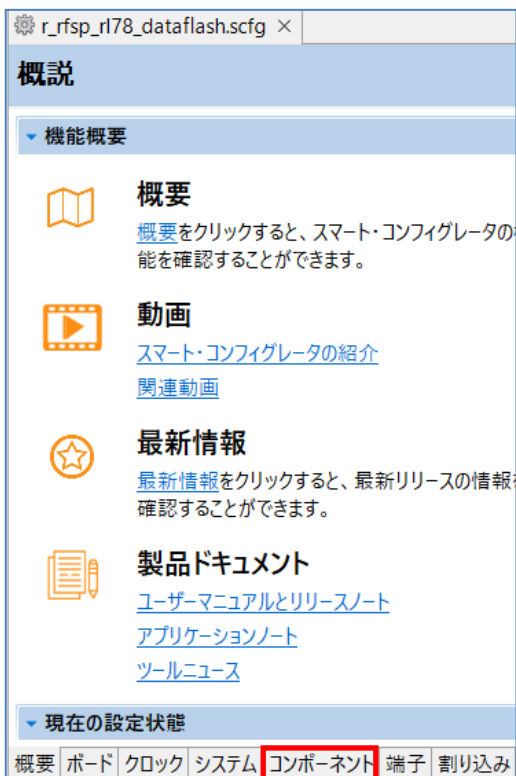 r_rfsp_rl78_dataflash.scfg
概説
機能概要
概要
概要をクリックすると、スマート・コンフィグレータの
能を確認することができます。
動画
スマート・コンフィグレータの紹介
関連動画
最新情報
最新情報をクリックすると、最新リリースの情報
確認することができます。
製品ドキュメント
ユーザーマニュアルとリリースノート
アプリケーションノート
ツールニュース
現在の設定状態
概要 ボード クロック システム コンポーネント 端子 割り込み